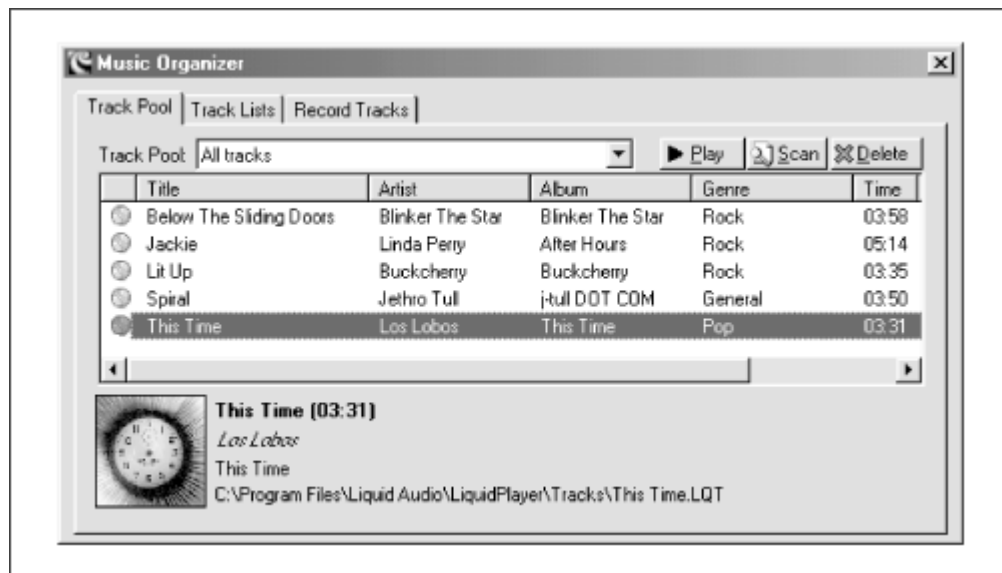 Music Organizer
Track Pool Track Lists Record Tracks
Track Pool: All tracks Play Scan Delete
Title Artist Album Genre Time
Below The Sliding Doors Blinker The Star Blinker The Star Rock 03:58
Jackie Linda Perry After Hours Rock 05:14
Lit Up Buckcherry Buckcherry Rock 03:35
Spiral Jethro Tull j-tull DOT COM General 03:50
This Time Los Lobos This Time Pop 03:31
This Time (03:31)
Los Lobos
This Time
C:\Program Files\Liquid Audio\LiquidPlayer\Tracks\This Time.LQT